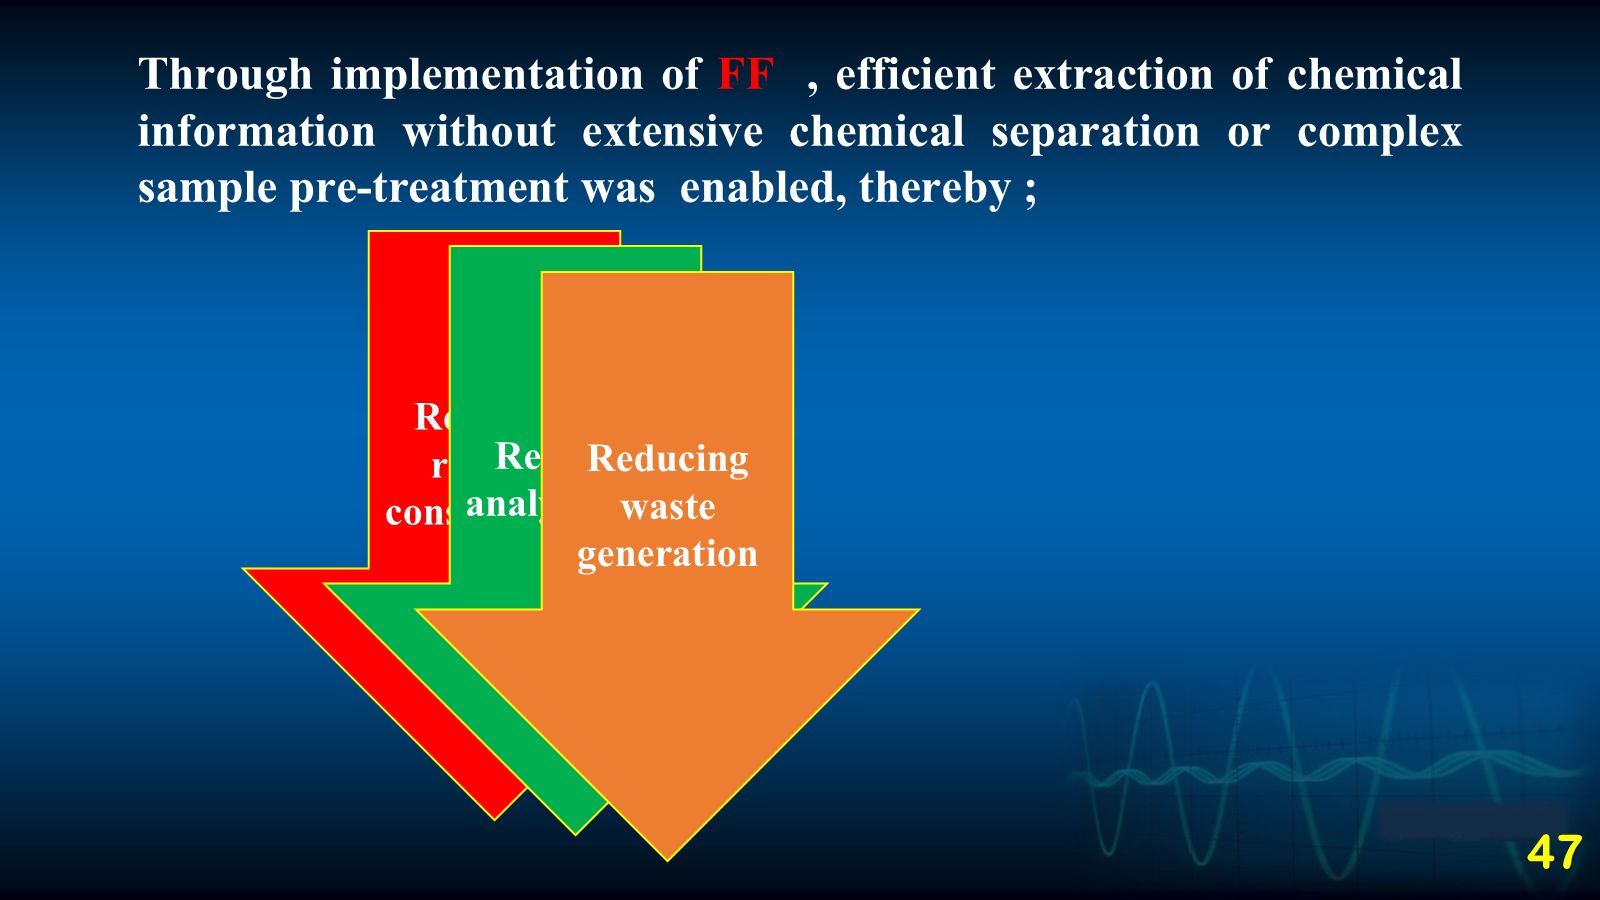 Through implementation of FF , efficient extraction of chemical
information without extensive chemical separation or complex
sample pre-treatment was enabled, thereby ;
Reducing
waste
generation
47